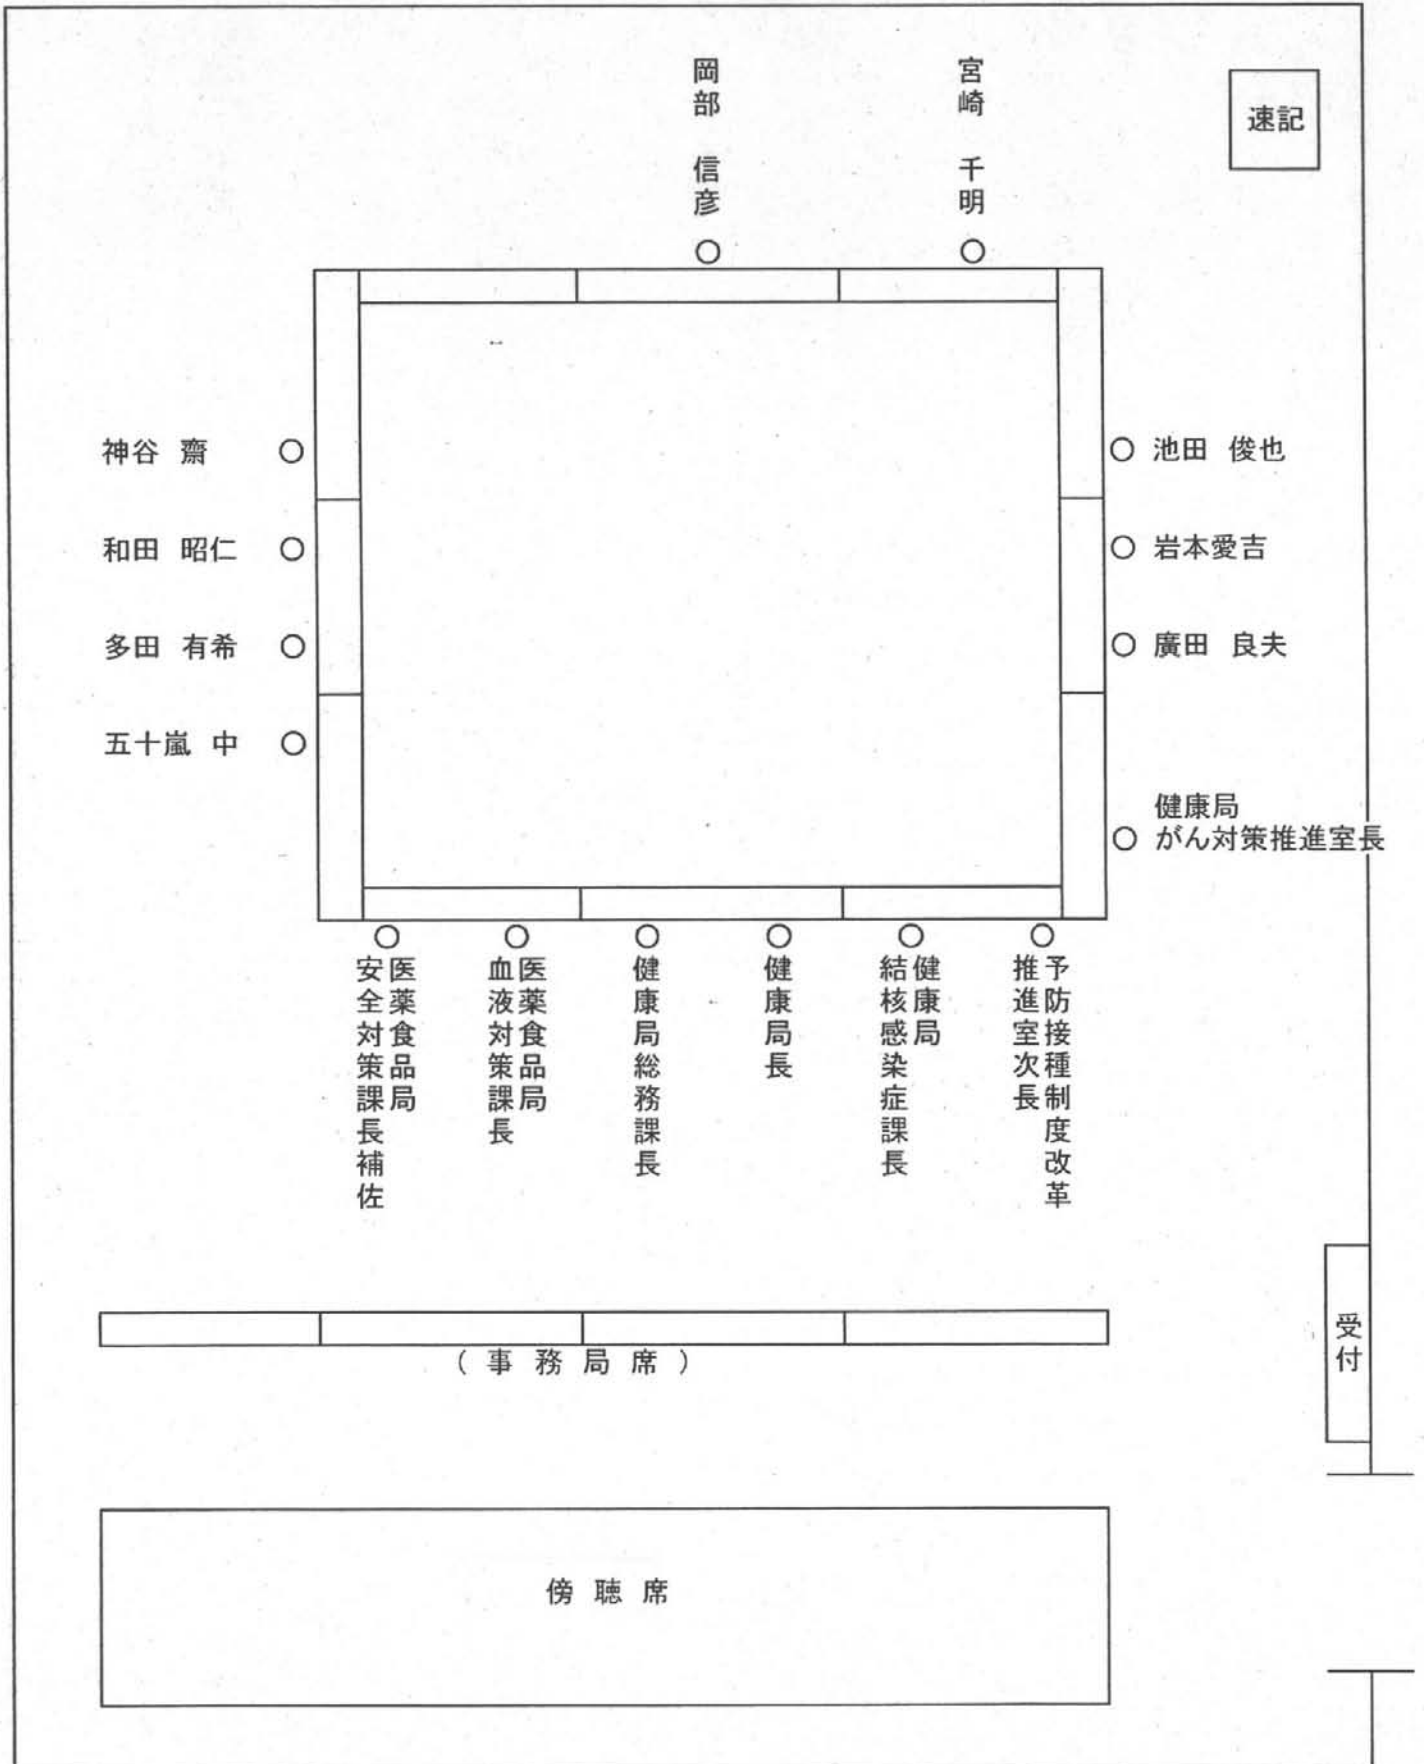 岡部 信彦
宮崎 千明
速記
神谷 齋
和田 昭仁
多田 有希
五十嵐 中
池田 俊也
岩本愛吉
廣田 良夫
健康局
がん対策推進室長
医薬食品局
安全対策課長補佐
医薬食品局
血液対策課長
健康局総務課長
健康局長
健康局
結核感染症課長
予防接種制度改革
推進室次長
(事務局席)
受付
傍聴席